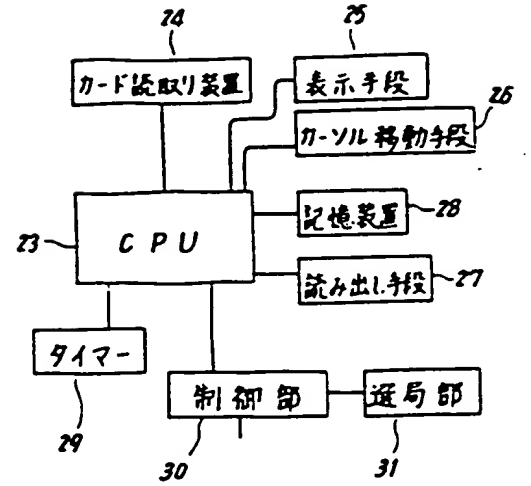 24
25
カード読取り装置
表示手段
26
カーソル移動手段
23
CPU
記憶装置
28
読み出し手段
27
タイマー
29
制御部
30
選局部
31